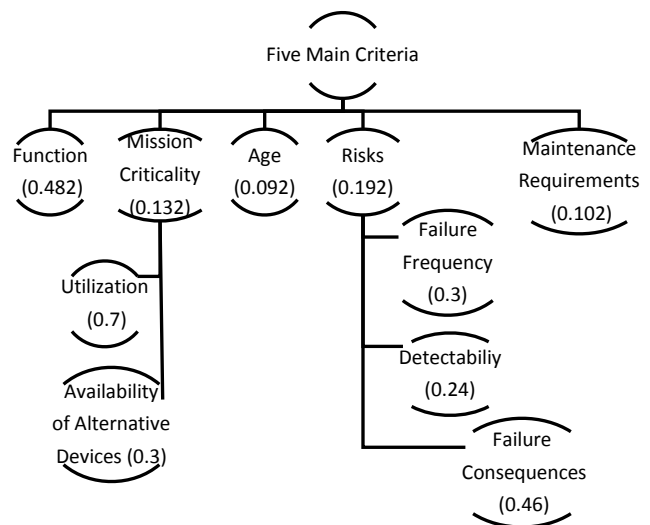 Five Main Criteria
Function
(0.482)
Mission
Criticality
(0.132)
Age
(0.092)
Risks
(0.192)
Maintenance
Requirements
(0.102)
Utilization
(0.7)
Availability
of Alternative
Devices (0.3)
Failure
Frequency
(0.3)
Detectabiliy
(0.24)
Failure
Consequences
(0.46)